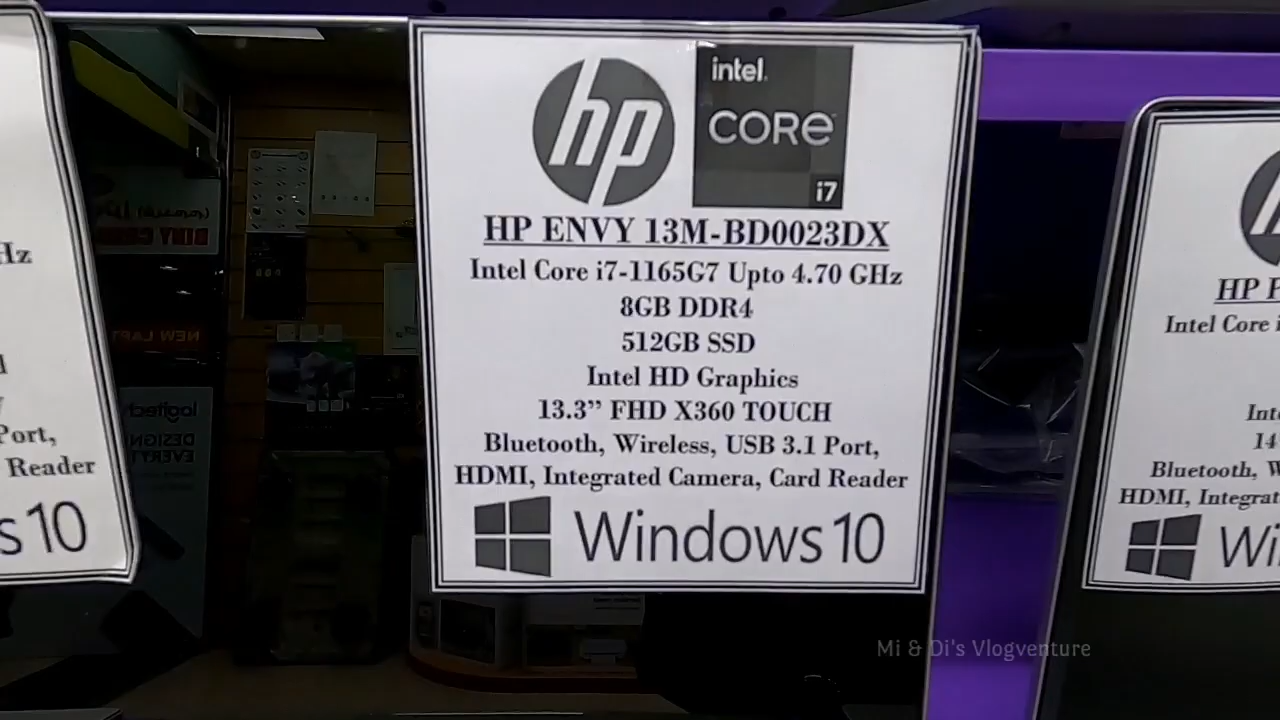 Hz
Port,
Reader
s 10
hp
intel.
CORE
i7
HP ENVY 13M-BD0023DX
Intel Core i7-1165G7 Upto 4.70 GHz
8GB DDR4
512GB SSD
Intel HD Graphics
13.3” FHD X360 TOUCH
Bluetooth, Wireless, USB 3.1 Port,
HDMI, Integrated Camera, Card Reader
Windows 10
HP
Intel Core i
Int
14
Bluetooth, W
HDMI, Integrat
Wi
logitech
DESIGN
NEW
Mi & Di's Vlogventure